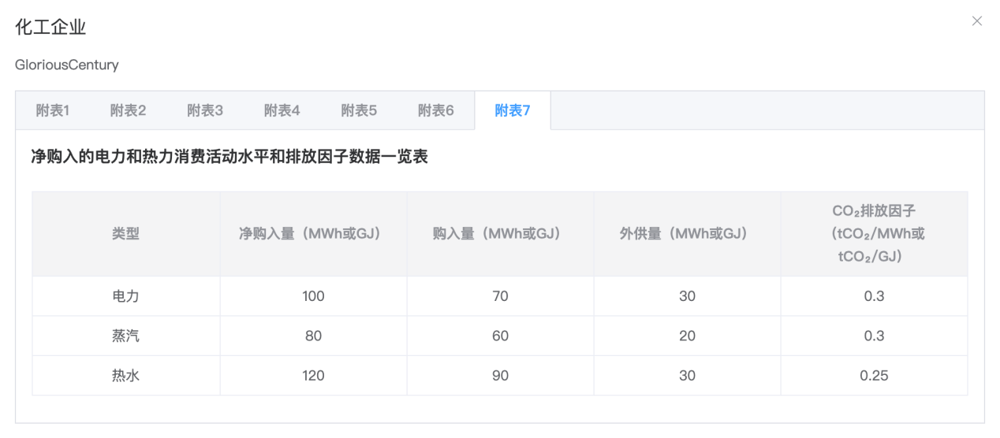 化工企业
GloriousCentury
附表1 附表2 附表3 附表4 附表5 附表6 附表7
净购入的电力和热力消费活动水平和排放因子数据一览表
类型 净购入量（MWh或GJ） 购入量（MWh或GJ） 外供量（MWh或GJ） CO₂排放因子
（tCO₂/MWh或
tCO₂/GJ）
电力 100 70 30 0.3
蒸汽 80 60 20 0.3
热水 120 90 30 0.25